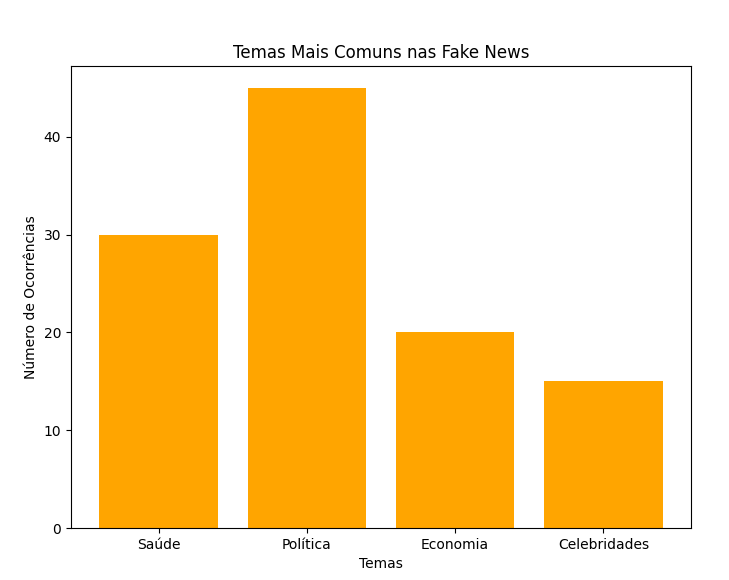 Temas Mais Comuns nas Fake News
Número de Ocorrências
40
30
20
10
0
Saúde Política Economia Celebridades
Temas